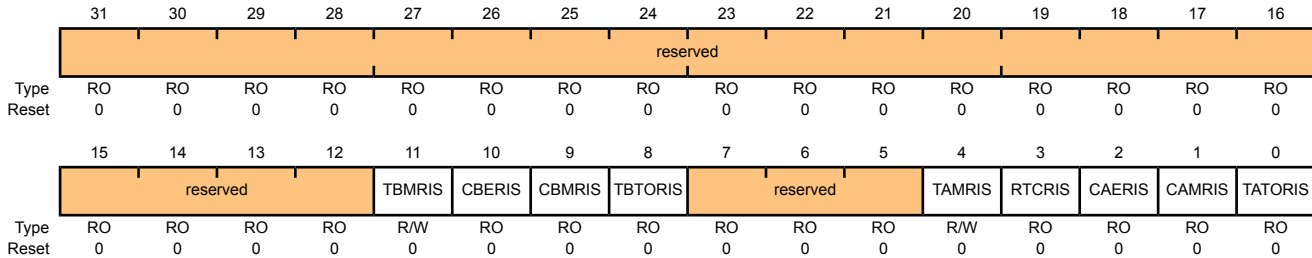 31 30 29 28 27 26 25 24 23 22 21 20 19 18 17 16
reserved
Type RO RO RO RO RO RO RO RO RO RO RO RO RO RO RO RO
Reset 0 0 0 0 0 0 0 0 0 0 0 0 0 0 0 0
15 14 13 12 11 10 9 8 7 6 5 4 3 2 1 0
reserved TBMRIS CBERIS CBMRIS TBTORIS reserved TAMRIS RTCRIS CAERIS CAMRIS TATORIS
Type RO RO RO RO R/W RO RO RO RO RO RO R/W RO RO RO RO
Reset 0 0 0 0 0 0 0 0 0 0 0 0 0 0 0 0